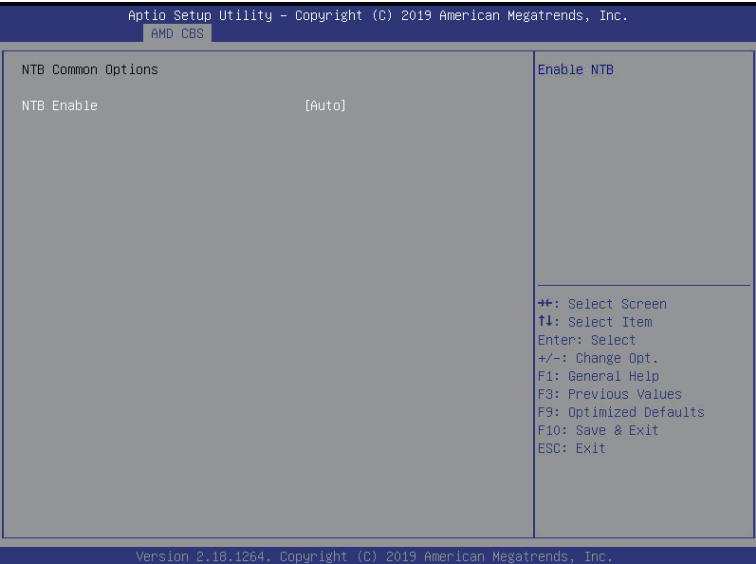 Aptio Setup Utility – Copyright (C) 2019 American Megatrends, Inc.
AMD CBS
NTB Common Options
NTB Enable [Auto]
Enable NTB
→←: Select Screen
↑↓: Select Item
Enter: Select
+/-: Change Opt.
F1: General Help
F3: Previous Values
F9: Optimized Defaults
F10: Save & Exit
ESC: Exit
Version 2.18.1264. Copyright (C) 2019 American Megatrends, Inc.